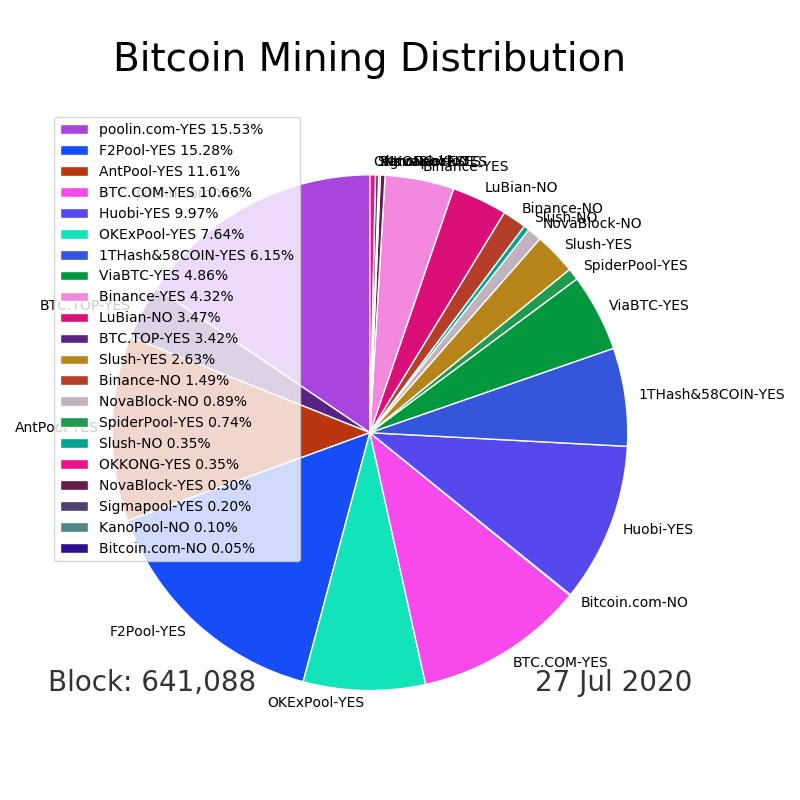 Bitcoin Mining Distribution
poolin.com-YES 15.53%
F2Pool-YES 15.28%
AntPool-YES 11.61%
BTC.COM-YES 10.66%
Huobi-YES 9.97%
OKExPool-YES 7.64%
1THash&58COIN-YES 6.15%
ViaBTC-YES 4.86%
Binance-YES 4.32%
LuBian-NO 3.47%
BTC.TOP-YES 3.42%
Slush-YES 2.63%
Binance-NO 1.49%
NovaBlock-NO 0.89%
SpiderPool-YES 0.74%
Slush-NO 0.35%
OKKONG-YES 0.35%
NovaBlock-YES 0.30%
Sigmapool-YES 0.20%
KanoPool-NO 0.10%
Bitcoin.com-NO 0.05%
Binance-YES
LuBian-NO
Binance-NO
Slush-NO
NovaBlock-NO
Slush-YES
SpiderPool-YES
ViaBTC-YES
1THash&58COIN-YES
Huobi-YES
Bitcoin.com-NO
BTC.COM-YES
OKExPool-YES
F2Pool-YES
AntPool-YES
BTC.TOP-YES
poolin.com-YES
Block: 641,088
27 Jul 2020